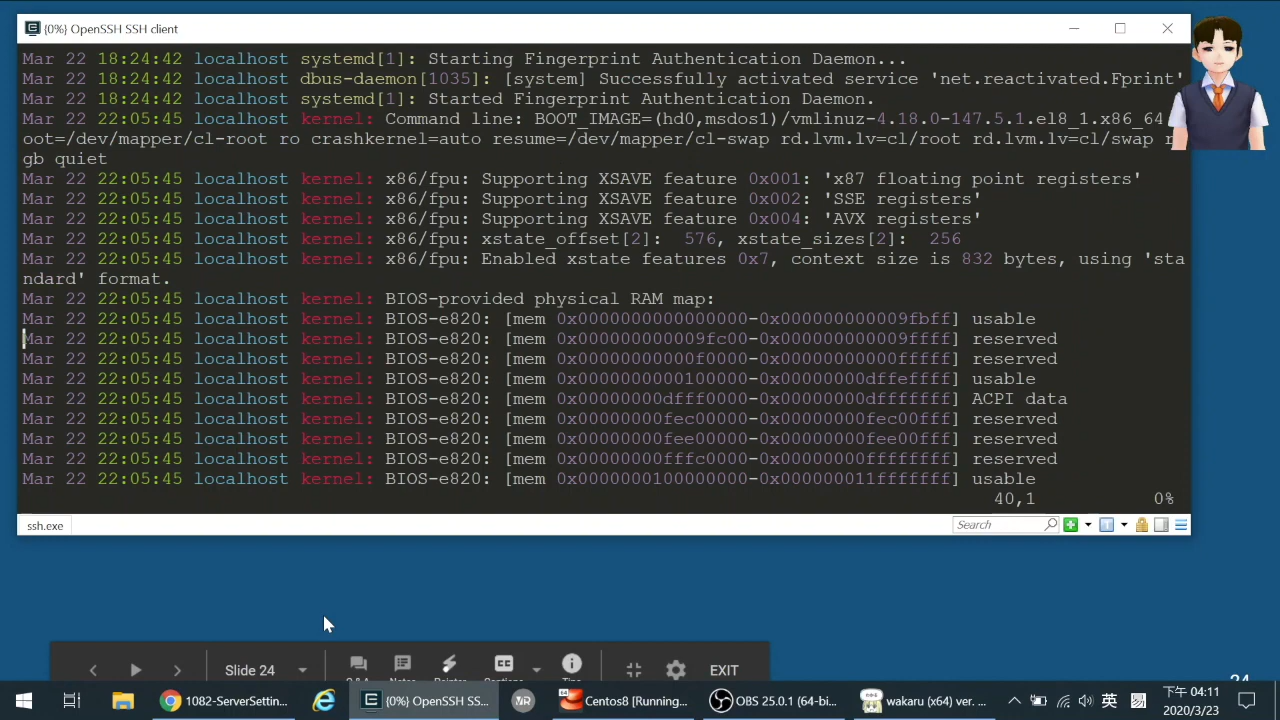 {0%} OpenSSH SSH client
Mar 22 18:24:42 localhost systemd[1]: Starting Fingerprint Authentication Daemon...
Mar 22 18:24:42 localhost dbus-daemon[1035]: [system] Successfully activated service 'net.reactivated.Fprint'
Mar 22 18:24:42 localhost systemd[1]: Started Fingerprint Authentication Daemon.
Mar 22 22:05:45 localhost kernel: Command line: BOOT_IMAGE=(hd0,msdos1)/vmlinuz-4.18.0-147.5.1.el8_1.x86_64
oot=/dev/mapper/cl-root ro crashkernel=auto resume=/dev/mapper/cl-swap rd.lvm.lv=cl/root rd.lvm.lv=cl/swap r
gb quiet
Mar 22 22:05:45 localhost kernel: x86/fpu: Supporting XSAVE feature 0x001: 'x87 floating point registers'
Mar 22 22:05:45 localhost kernel: x86/fpu: Supporting XSAVE feature 0x002: 'SSE registers'
Mar 22 22:05:45 localhost kernel: x86/fpu: Supporting XSAVE feature 0x004: 'AVX registers'
Mar 22 22:05:45 localhost kernel: x86/fpu: xstate_offset[2]:  576, xstate_sizes[2]:  256
Mar 22 22:05:45 localhost kernel: x86/fpu: Enabled xstate features 0x7, context size is 832 bytes, using 'sta
ndard' format.
Mar 22 22:05:45 localhost kernel: BIOS-provided physical RAM map:
Mar 22 22:05:45 localhost kernel: BIOS-e820: [mem 0x0000000000000000-0x000000000009fbff] usable
Mar 22 22:05:45 localhost kernel: BIOS-e820: [mem 0x000000000009fc00-0x000000000009ffff] reserved
Mar 22 22:05:45 localhost kernel: BIOS-e820: [mem 0x00000000000f0000-0x00000000000fffff] reserved
Mar 22 22:05:45 localhost kernel: BIOS-e820: [mem 0x0000000000100000-0x00000000dffeffff] usable
Mar 22 22:05:45 localhost kernel: BIOS-e820: [mem 0x00000000dfff0000-0x00000000dfffffff] ACPI data
Mar 22 22:05:45 localhost kernel: BIOS-e820: [mem 0x00000000fec00000-0x00000000fec00fff] reserved
Mar 22 22:05:45 localhost kernel: BIOS-e820: [mem 0x00000000fee00000-0x00000000fee00fff] reserved
Mar 22 22:05:45 localhost kernel: BIOS-e820: [mem 0x00000000fffc0000-0x00000000ffffffff] reserved
Mar 22 22:05:45 localhost kernel: BIOS-e820: [mem 0x0000000100000000-0x000000011fffffff] usable
40,1 0%
ssh.exe Search
Slide 24 Q & A Notes Pointer Captions Tips EXIT
24
1082-ServerSettin... {0%} OpenSSH SS... Centos8 [Running... OBS 25.0.1 (64-bi... wakaru (x64) ver. ... 英 下午 04:11
2020/3/23